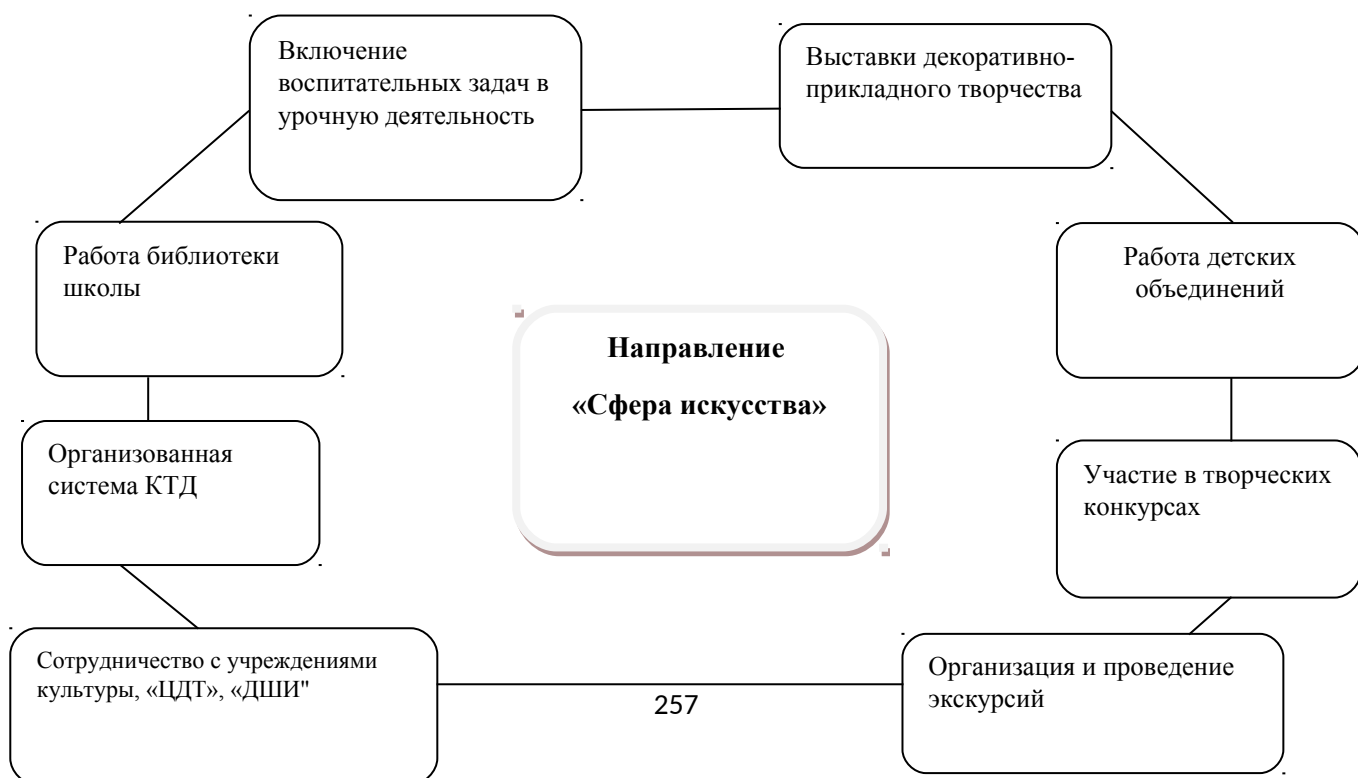 Включение
воспитательных задач в
урочную деятельность
Выставки декоративно-
прикладного творчества
Работа библиотеки
школы
Работа детских
объединений
Направление
«Сфера искусства»
Организованная
система КТД
Участие в творческих
конкурсах
Сотрудничество с учреждениями
культуры, «ЦДТ», «ДШИ"
Организация и проведение
экскурсий
257